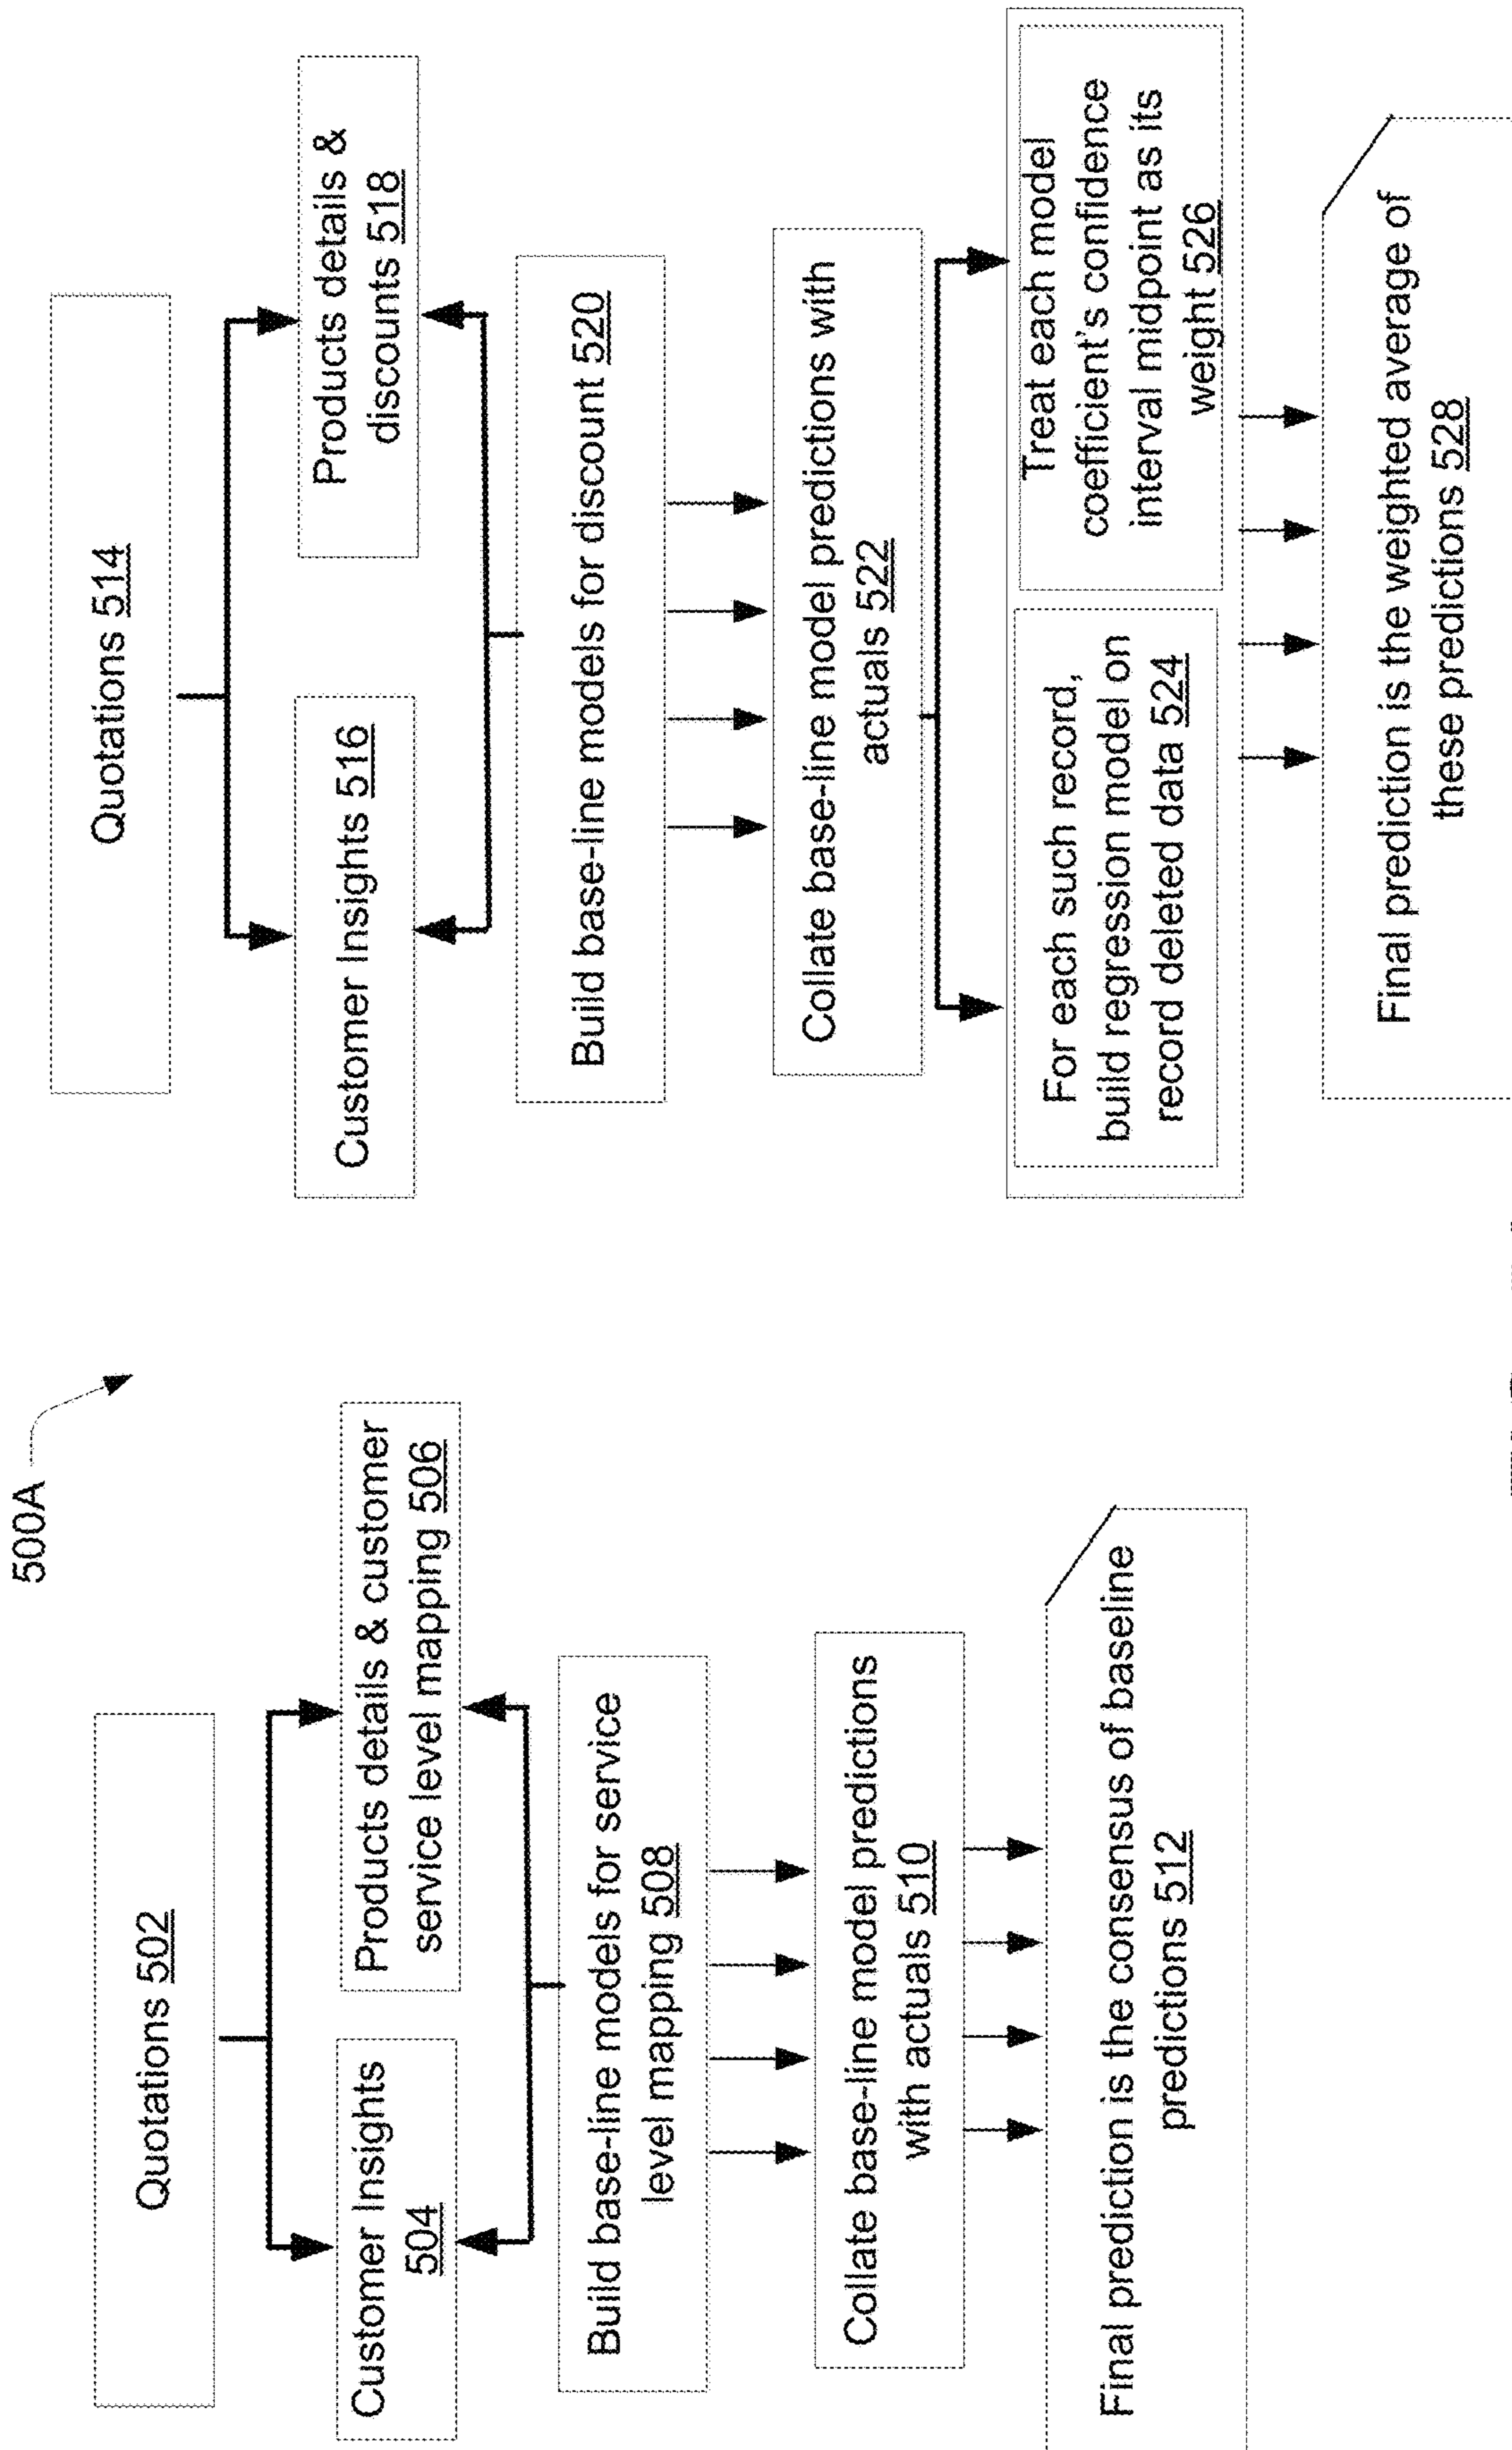 500A
Quotations 502
Customer Insights
504
Products details & customer
service level mapping 506
Build base-line models for service
level mapping 508
Collate base-line model predictions
with actuals 510
Final prediction is the consensus of baseline
predictions 512
Quotations 514
Customer Insights 516
Products details &
discounts 518
Build base-line models for discount 520
Collate base-line model predictions with
actuals 522
For each such record,
build regression model on
record deleted data 524
Treat each model
coefficient's confidence
interval midpoint as its
weight 526
Final prediction is the weighted average of
these predictions 528